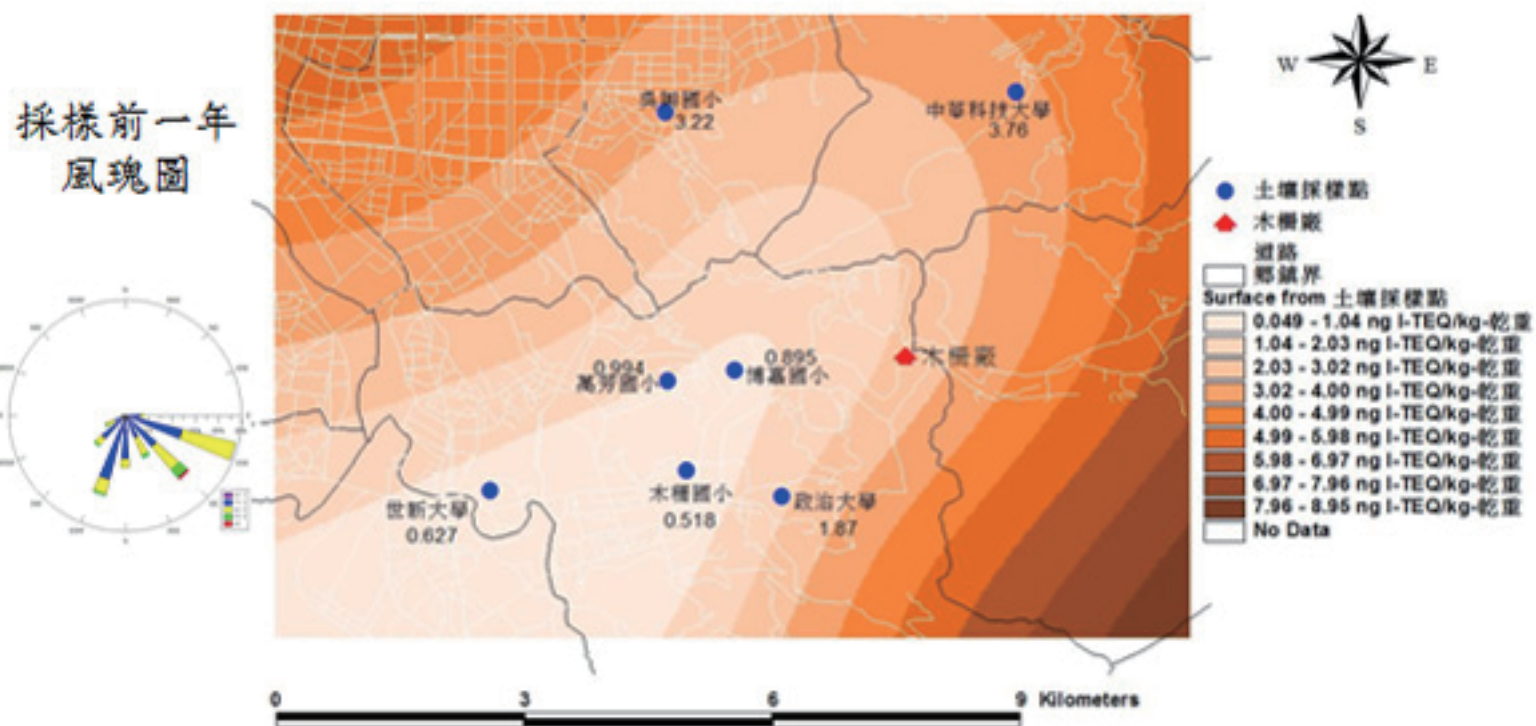 採樣前一年
風瑰圖
吳興國小
3.22
中華科技大學
3.76
0.994
萬芳國小
0.895
博嘉國小
木柵廠
世新大學
0.627
木柵國小
0.518
政治大學
1.87
W
E
S
土壤採樣點
木柵廠
道路
鄉鎮界
Surface from 土壤採樣點
0.049 - 1.04 ng I-TEQ/kg-乾重
1.04 - 2.03 ng I-TEQ/kg-乾重
2.03 - 3.02 ng I-TEQ/kg-乾重
3.02 - 4.00 ng I-TEQ/kg-乾重
4.00 - 4.99 ng I-TEQ/kg-乾重
4.99 - 5.98 ng I-TEQ/kg-乾重
5.98 - 6.97 ng I-TEQ/kg-乾重
6.97 - 7.96 ng I-TEQ/kg-乾重
7.96 - 8.95 ng I-TEQ/kg-乾重
No Data
0
3
6
9 Kilometers